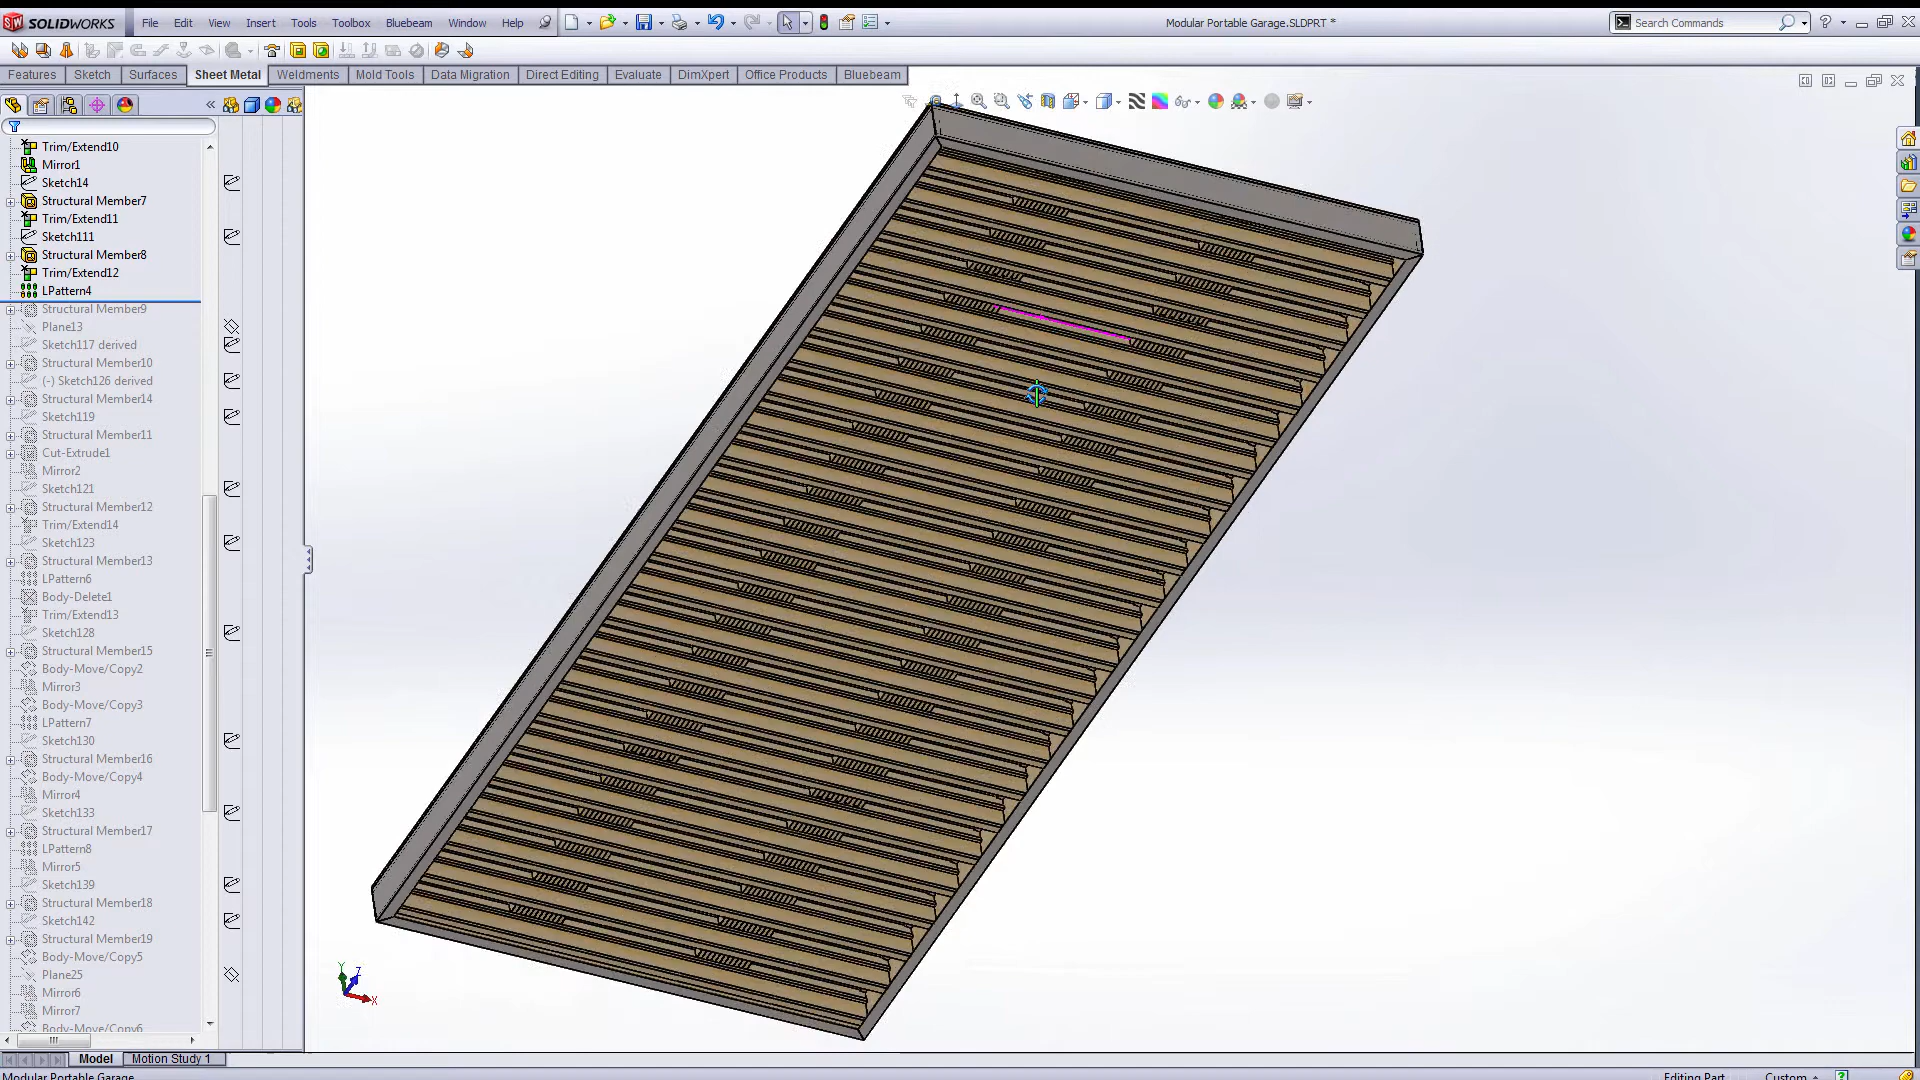 SOLIDWORKS File Edit View Insert Tools Toolbox Bluebeam Window Help Modular Portable Garage.SLDPRT * Search Commands
Features Sketch Surfaces Sheet Metal Weldments Mold Tools Data Migration Direct Editing Evaluate DimXpert Office Products Bluebeam
Trim/Extend10
Mirror1
Sketch14
Structural Member7
Trim/Extend11
Sketch111
Structural Member8
Trim/Extend12
LPattern4
Structural Member9
Plane13
Sketch117 derived
Structural Member10
(-) Sketch126 derived
Structural Member14
Sketch119
Structural Member11
Cut-Extrude1
Mirror2
Sketch121
Structural Member12
Trim/Extend14
Sketch123
Structural Member13
LPattern6
Body-Delete1
Trim/Extend13
Sketch128
Structural Member15
Body-Move/Copy2
Mirror3
Body-Move/Copy3
LPattern7
Sketch130
Structural Member16
Body-Move/Copy4
Mirror4
Sketch133
Structural Member17
LPattern8
Mirror5
Sketch139
Structural Member18
Sketch142
Structural Member19
Body-Move/Copy5
Plane25
Mirror6
Mirror7
Body-Move/Copy6
Y Z X
Model Motion Study 1
Modular Portable Garage Editing Part Custom